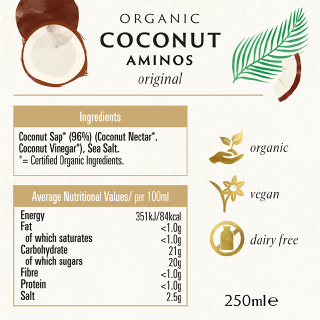 ORGANIC
COCONUT
AMINOS
original
Ingredients
Coconut Sap* (96%) (Coconut Nectar*,
Coconut Vinegar*), Sea Salt.
*= Certified Organic Ingredients.
organic
vegan
dairy free
Average Nutritional Values/ per 100ml
Energy 351kJ/84kcal
Fat <1.0g
of which saturates <1.0g
Carbohydrate 21g
of which sugars 20g
Fibre <1.0g
Protein <1.0g
Salt 2.5g
250ml℮